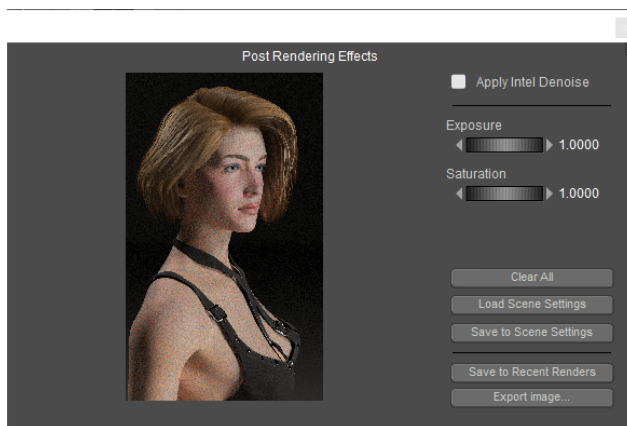 Post Rendering Effects
Apply Intel Denoise
Exposure
1.0000
Saturation
1.0000
Clear All
Load Scene Settings
Save to Scene Settings
Save to Recent Renders
Export image...